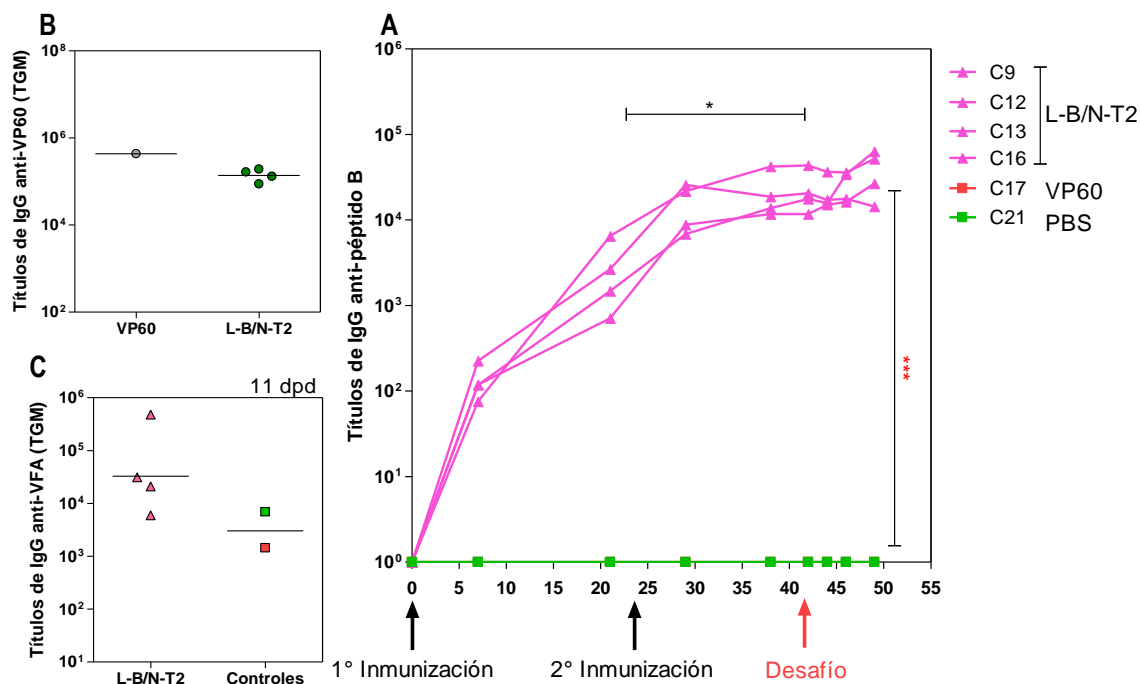 B
Títulos de IgG anti-VP60 (TGM)
10⁸
10⁶
10⁴
10²
VP60 L-B/N-T2
C
11 dpd
Títulos de IgG anti-VFA (TGM)
10⁶
10⁵
10⁴
10³
10²
10¹
L-B/N-T2 Controles
A
Títulos de IgG anti-péptido B
10⁶
10⁵
10⁴
10³
10²
10¹
10⁰
*
***
0 5 10 15 20 25 30 35 40 45 50 55
1° Inmunización 2° Inmunización Desafío
C9
C12
C13
C16
L-B/N-T2
C17 VP60
C21 PBS